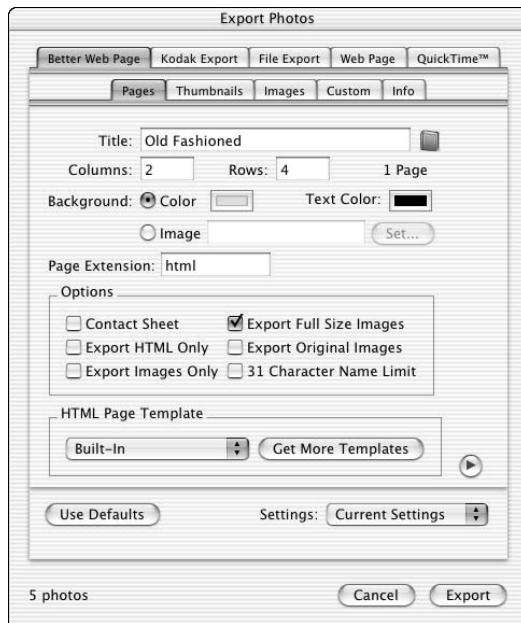 Export Photos
Better Web Page Kodak Export File Export Web Page QuickTime™
Pages Thumbnails Images Custom Info
Title: Old Fashioned
Columns: 2 Rows: 4 1 Page
Background: Color Text Color:
Image Set...
Page Extension: html
Options
Contact Sheet Export Full Size Images
Export HTML Only Export Original Images
Export Images Only 31 Character Name Limit
HTML Page Template
Built-In Get More Templates
Use Defaults Settings: Current Settings
5 photos Cancel Export